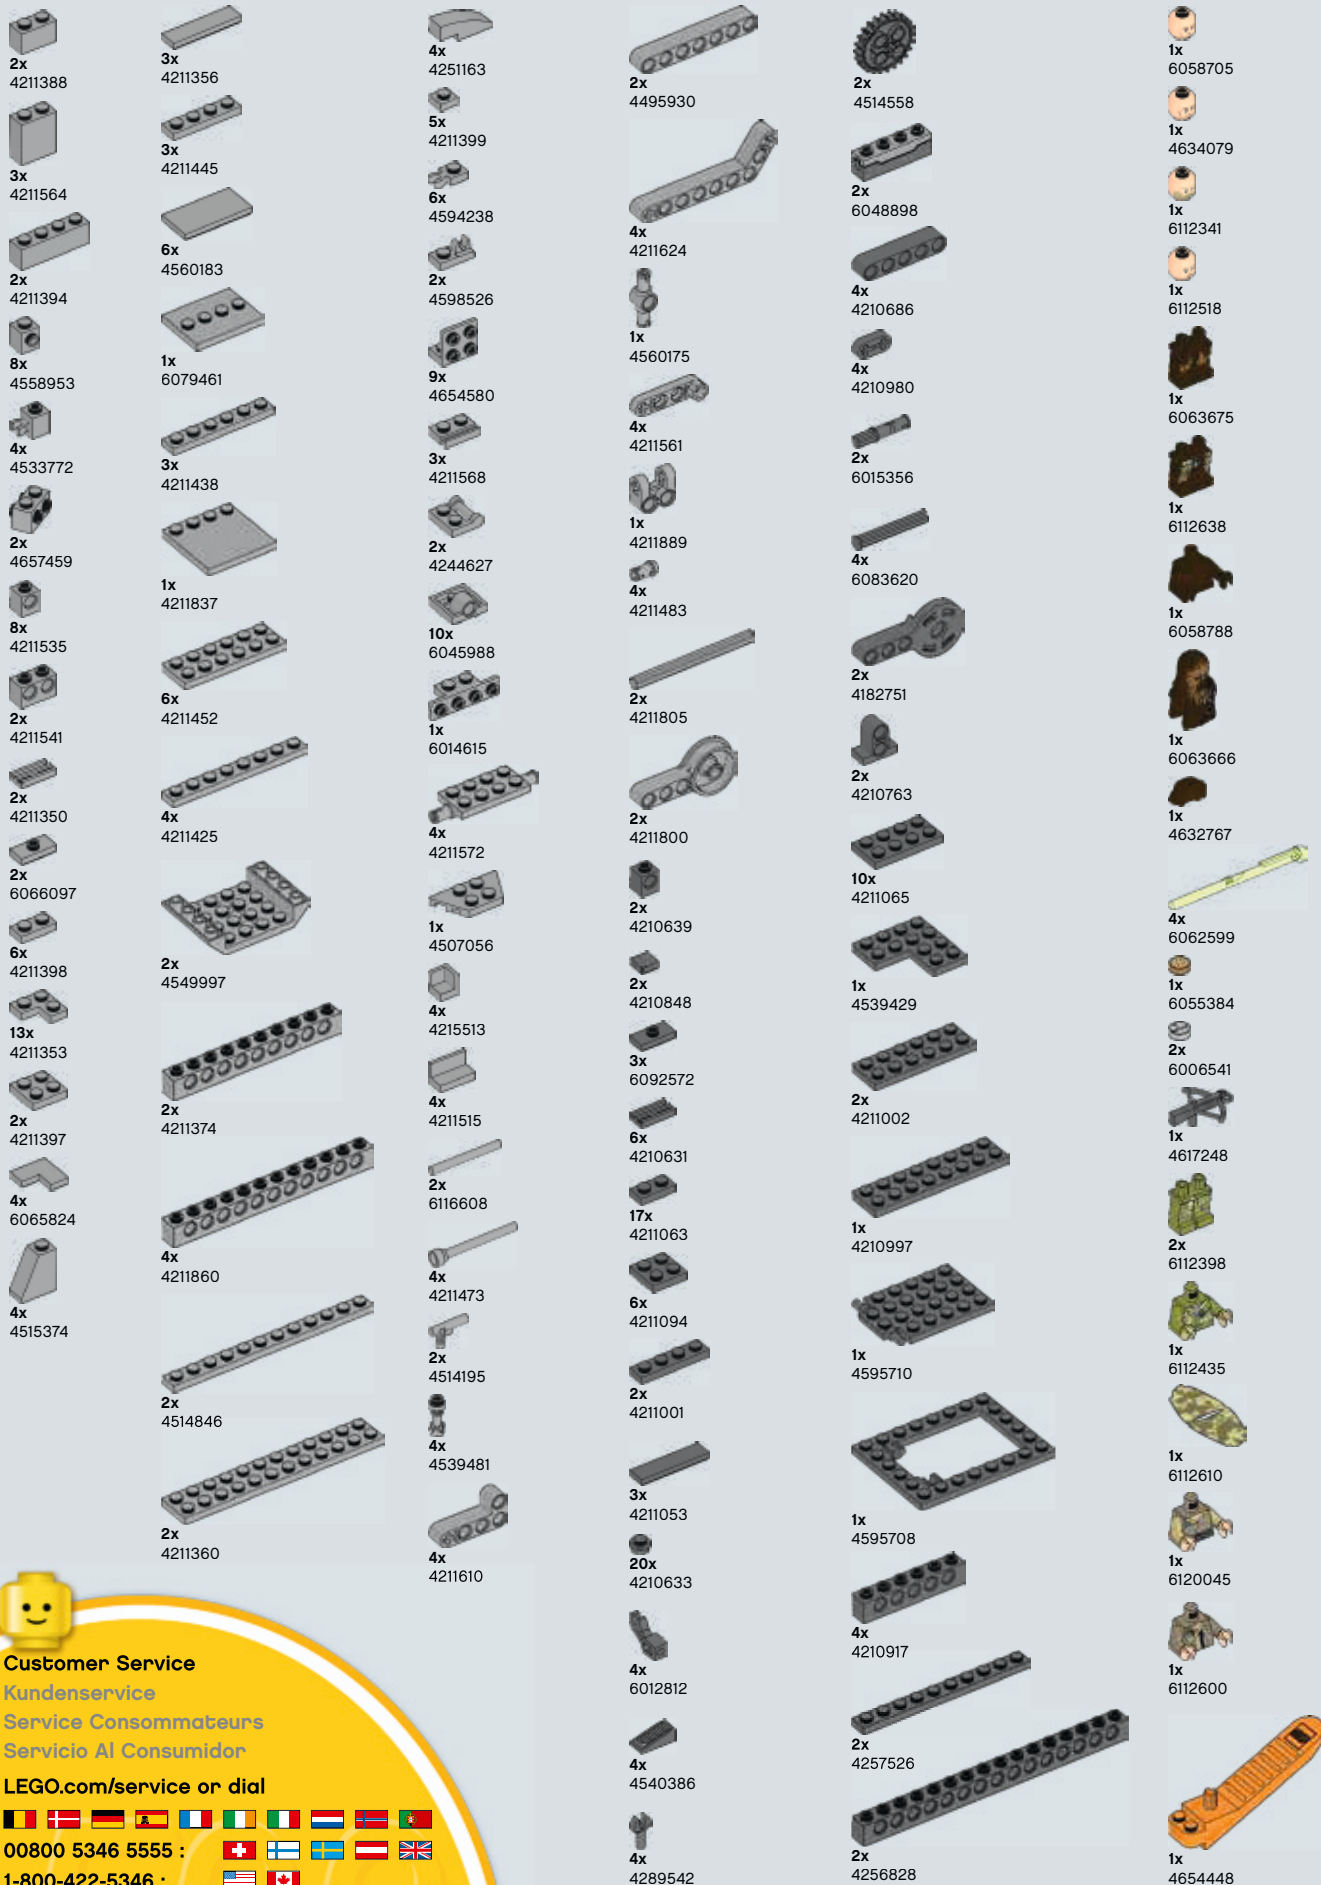 2x
4211388
3x
4211564
2x
4211394
8x
4558953
4x
4533772
2x
4657459
8x
4211535
2x
4211541
2x
4211350
2x
6066097
6x
4211398
13x
4211353
2x
4211397
4x
6065824
4x
4515374
3x
4211356
3x
4211445
6x
4560183
1x
6079461
3x
4211438
1x
4211837
6x
4211452
4x
4211425
2x
4549997
2x
4211374
4x
4211860
2x
4514846
2x
4211360
4x
4251163
5x
4211399
6x
4594238
2x
4598526
9x
4654580
3x
4211568
2x
4244627
10x
6045988
1x
6014615
4x
4211572
1x
4507056
4x
4215513
4x
4211515
2x
6116608
4x
4211473
2x
4514195
4x
4539481
4x
4211610
2x
4495930
4x
4211624
1x
4560175
4x
4211561
1x
4211889
4x
4211483
2x
4211805
2x
4211800
2x
4210639
2x
4210848
3x
6092572
6x
4210631
17x
4211063
6x
4211094
2x
4211001
3x
4211053
20x
4210633
4x
6012812
4x
4540386
4x
4289542
2x
4514558
2x
6048898
4x
4210686
4x
4210980
2x
6015356
4x
6083620
2x
4182751
2x
4210763
10x
4211065
1x
4539429
2x
4211002
1x
4210997
1x
4595710
1x
4595708
4x
4210917
2x
4257526
2x
4256828
1x
6058705
1x
4634079
1x
6112341
1x
6112518
1x
6063675
1x
6112638
1x
6058788
1x
6063666
1x
4632767
4x
6062599
1x
6055384
2x
6006541
1x
4617248
2x
6112398
1x
6112435
1x
6112610
1x
6120045
1x
6112600
1x
4654448
Customer Service
Kundenservice
Service Consommateurs
Servicio Al Consumidor
LEGO.com/service or dial
00800 5346 5555 :
1-800-422-5346 :